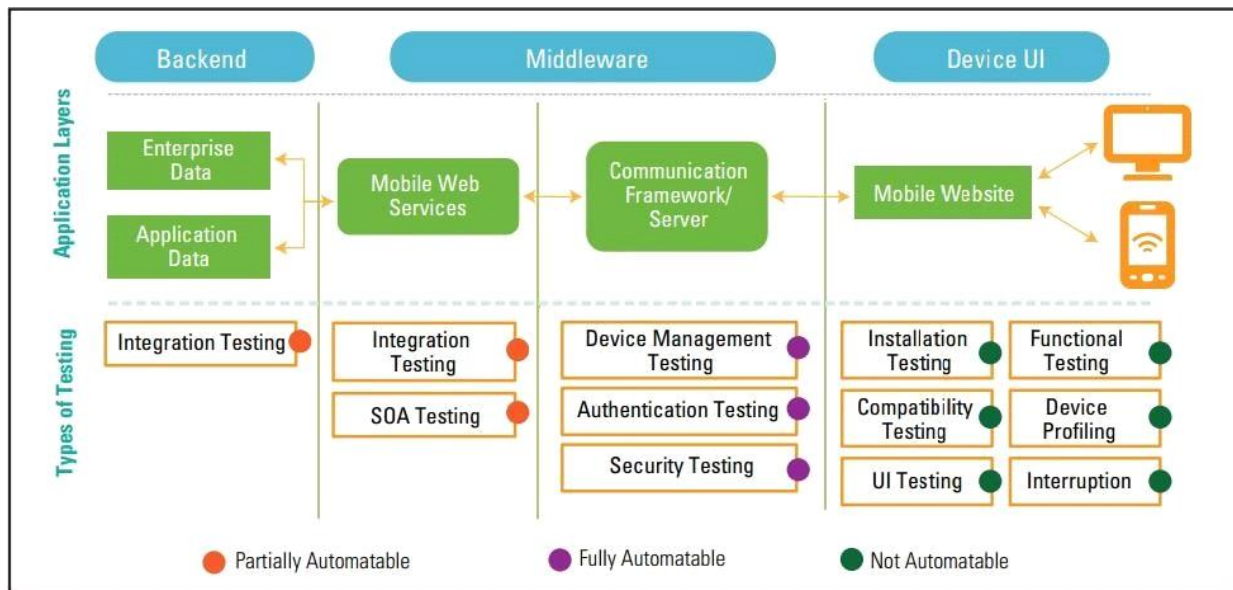 Backend
Middleware
Device UI
Application Layers
Enterprise
Data
Application
Data
Mobile Web
Services
Communication
Framework/
Server
Mobile Website
Types of Testing
Integration Testing
Integration
Testing
SOA Testing
Device Management
Testing
Authentication Testing
Security Testing
Installation
Testing
Functional
Testing
Compatibility
Testing
Device
Profiling
UI Testing
Interruption
Partially Automatable
Fully Automatable
Not Automatable